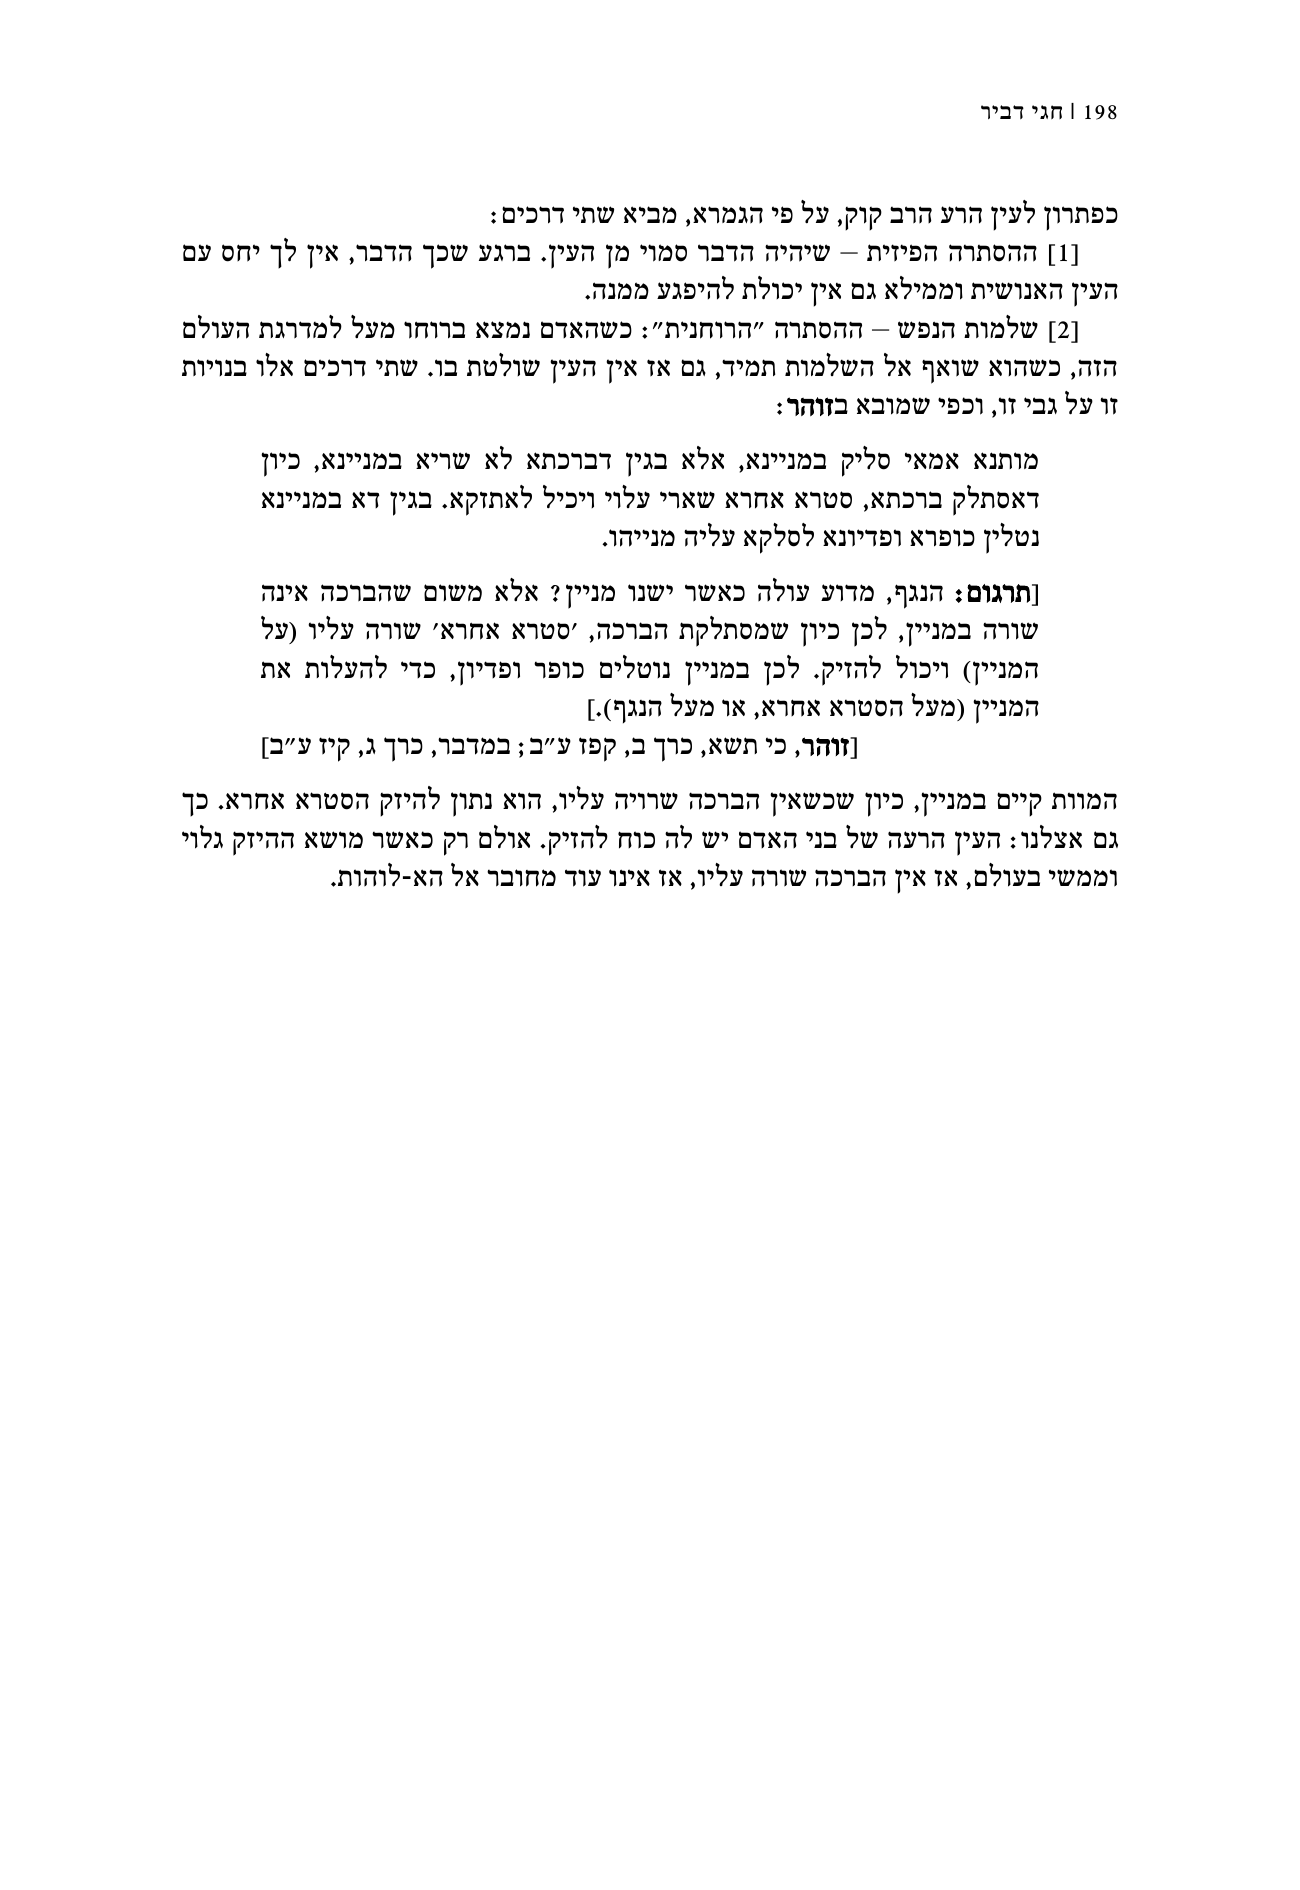 198 | חגי דביר
כפתרון לעין הרע הרב קוק, על פי הגמרא, מביא שתי דרכים:
[1] ההסתרה הפיזית – שיהיה הדבר סמוי מן העין. ברגע שכך הדבר, אין לך יחס עם
העין האנושית וממילא גם אין יכולת להיפגע ממנה.
[2] שלמות הנפש – ההסתרה ״הרוחנית״: כשהאדם נמצא ברוחו מעל למדרגת העולם
הזה, כשהוא שואף אל השלמות תמיד, גם אז אין העין שולטת בו. שתי דרכים אלו בנויות
זו על גבי זו, וכפי שמובא בזוהר:
מותנא אמאי סליק במניינא, אלא בגין דברכתא לא שריא במניינא, כיון
דאסתלק ברכתא, סטרא אחרא שארי עלוי ויכיל לאתזקא. בגין דא במניינא
נטלין כופרא ופדיונא לסלקא עליה מנייהו.
[תרגום: הנגף, מדוע עולה כאשר ישנו מניין? אלא משום שהברכה אינה
שורה במניין, לכן כיון שמסתלקת הברכה, ׳סטרא אחרא׳ שורה עליו (על
המניין) ויכול להזיק. לכן במניין נוטלים כופר ופדיון, כדי להעלות את
המניין (מעל הסטרא אחרא, או מעל הנגף).]
[זוהר, כי תשא, כרך ב, קפז ע״ב; במדבר, כרך ג, קיז ע״ב]
המוות קיים במניין, כיון שכשאין הברכה שרויה עליו, הוא נתון להיזק הסטרא אחרא. כך
גם אצלנו: העין הרעה של בני האדם יש לה כוח להזיק. אולם רק כאשר מושא ההיזק גלוי
וממשי בעולם, אז אין הברכה שורה עליו, אז אינו עוד מחובר אל הא-לוהות.